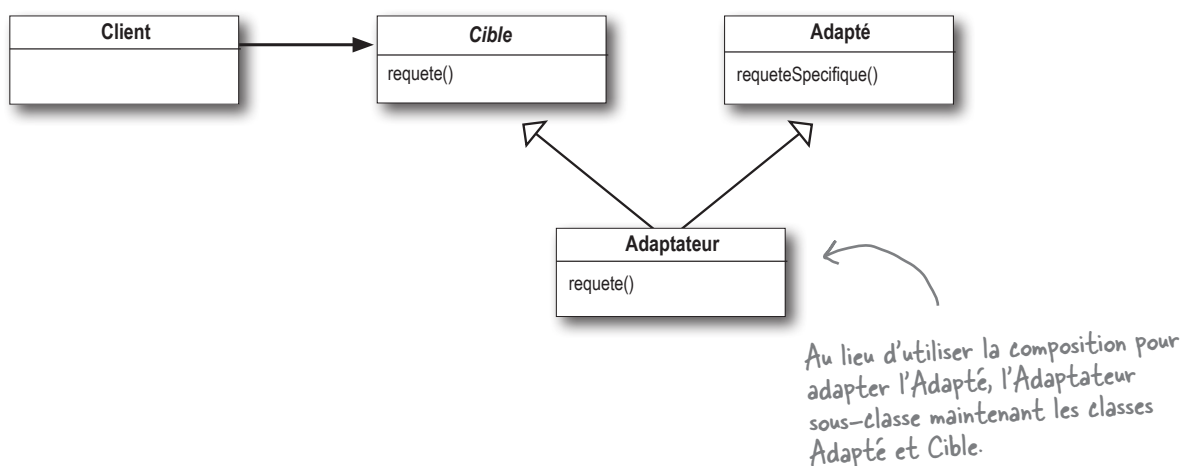 Client
Cible
requete()
Adapté
requeteSpecifique()
Adaptateur
requete()
Au lieu d'utiliser la composition pour
adapter l'Adapté, l'Adaptateur
sous-classe maintenant les classes
Adapté et Cible.